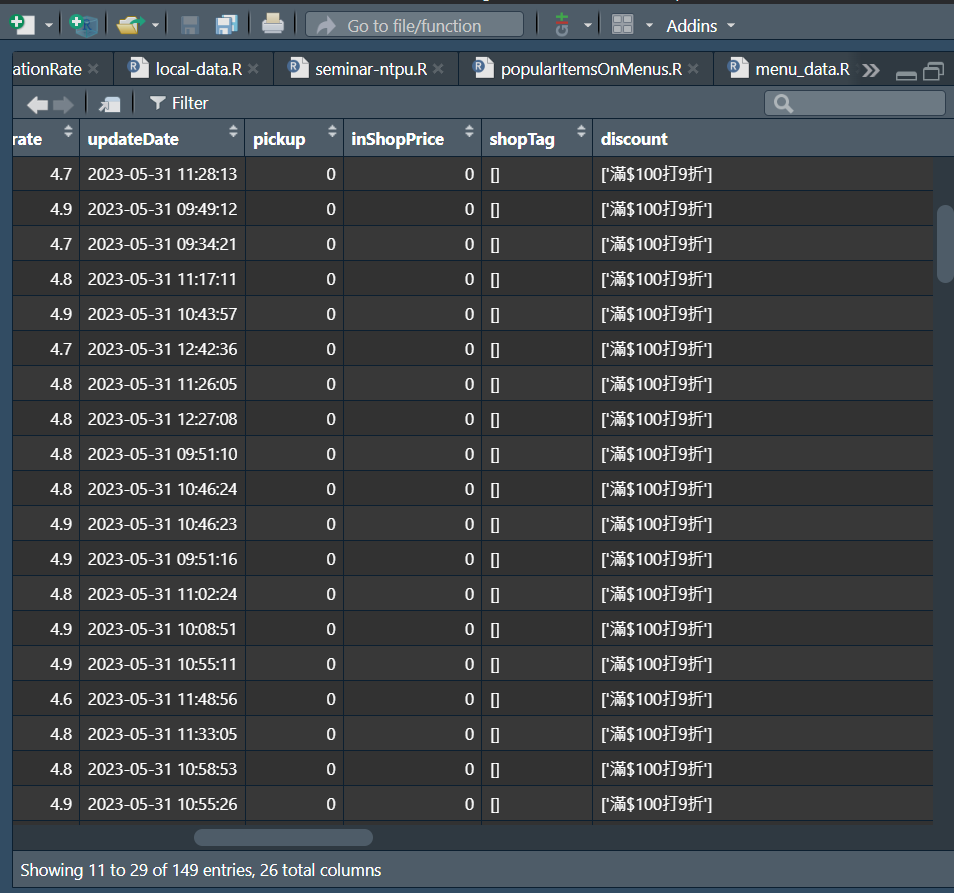 Go to file/function
Addins
ationRate
local-data.R
seminar-ntpu.R
popularItemsOnMenus.R
menu_data.R
Filter
rate updateDate pickup inShopPrice shopTag discount
4.7 2023-05-31 11:28:13 0 0 [] ['滿$100打9折']
4.9 2023-05-31 09:49:12 0 0 [] ['滿$100打9折']
4.7 2023-05-31 09:34:21 0 0 [] ['滿$100打9折']
4.8 2023-05-31 11:17:11 0 0 [] ['滿$100打9折']
4.9 2023-05-31 10:43:57 0 0 [] ['滿$100打9折']
4.7 2023-05-31 12:42:36 0 0 [] ['滿$100打9折']
4.8 2023-05-31 11:26:05 0 0 [] ['滿$100打9折']
4.8 2023-05-31 12:27:08 0 0 [] ['滿$100打9折']
4.8 2023-05-31 09:51:10 0 0 [] ['滿$100打9折']
4.8 2023-05-31 10:46:24 0 0 [] ['滿$100打9折']
4.9 2023-05-31 10:46:23 0 0 [] ['滿$100打9折']
4.9 2023-05-31 09:51:16 0 0 [] ['滿$100打9折']
4.8 2023-05-31 11:02:24 0 0 [] ['滿$100打9折']
4.9 2023-05-31 10:08:51 0 0 [] ['滿$100打9折']
4.9 2023-05-31 10:55:11 0 0 [] ['滿$100打9折']
4.6 2023-05-31 11:48:56 0 0 [] ['滿$100打9折']
4.8 2023-05-31 11:33:05 0 0 [] ['滿$100打9折']
4.8 2023-05-31 10:58:53 0 0 [] ['滿$100打9折']
4.9 2023-05-31 10:55:26 0 0 [] ['滿$100打9折']
Showing 11 to 29 of 149 entries, 26 total columns